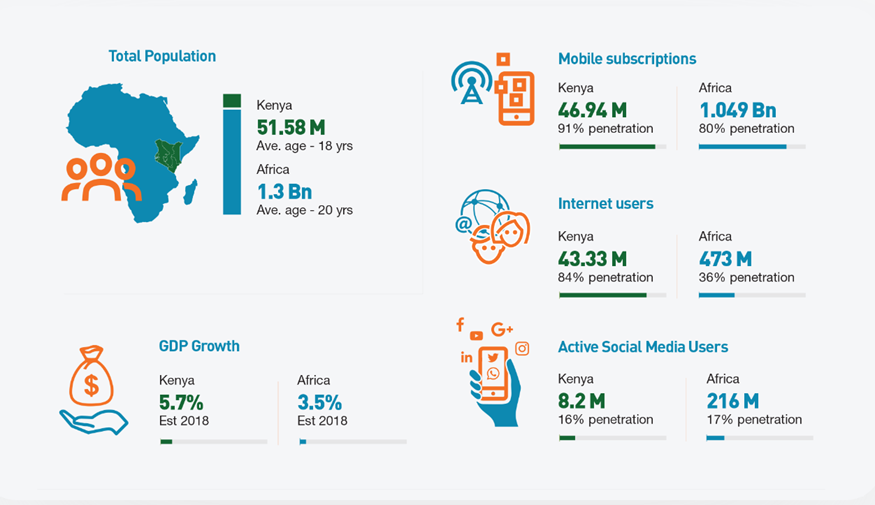 Total Population
Kenya
51.58 M
Ave. age - 18 yrs
Africa
1.3 Bn
Ave. age - 20 yrs
GDP Growth
$
Kenya
5.7%
Est 2018
Africa
3.5%
Est 2018
Mobile subscriptions
Kenya
46.94 M
91% penetration
Africa
1.049 Bn
80% penetration
Internet users
@
Kenya
43.33 M
84% penetration
Africa
473 M
36% penetration
Active Social Media Users
f
G+
in
Kenya
8.2 M
16% penetration
Africa
216 M
17% penetration